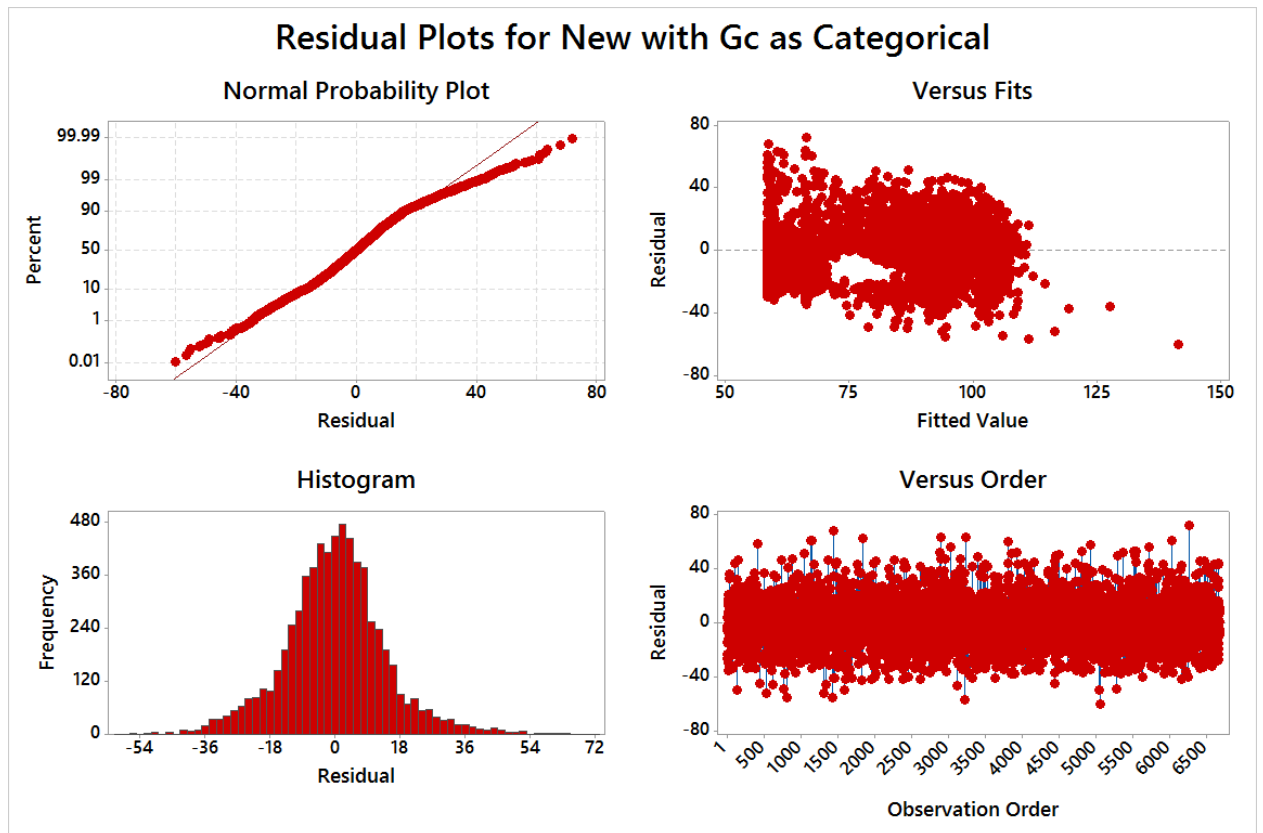 Residual Plots for New with Gc as Categorical
Normal Probability Plot
Percent
99.99
99
90
50
10
1
0.01
-80 -40 0 40 80
Residual
Versus Fits
Residual
80
40
0
-40
-80
50 75 100 125 150
Fitted Value
Histogram
Frequency
480
360
240
120
0
-54 -36 -18 0 18 36 54 72
Residual
Versus Order
Residual
80
40
0
-40
-80
1 500 1000 1500 2000 2500 3000 3500 4000 4500 5000 5500 6000 6500
Observation Order